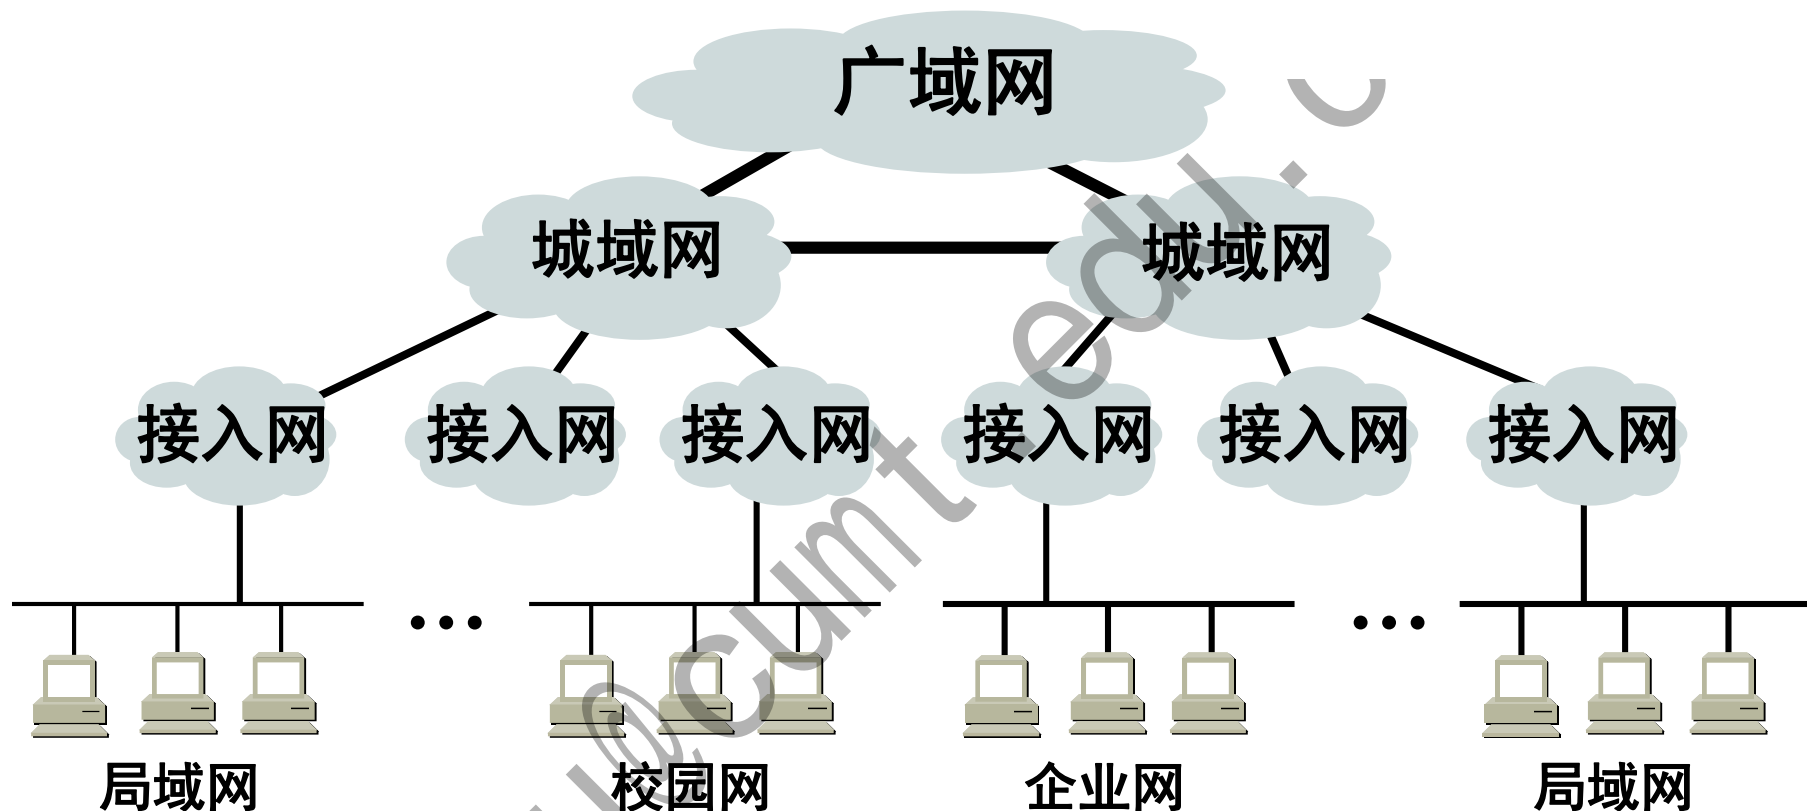 广域网
城域网 城域网
接入网 接入网 接入网 接入网 接入网 接入网
... ...
局域网 校园网 企业网 局域网
@cumt.edu.c